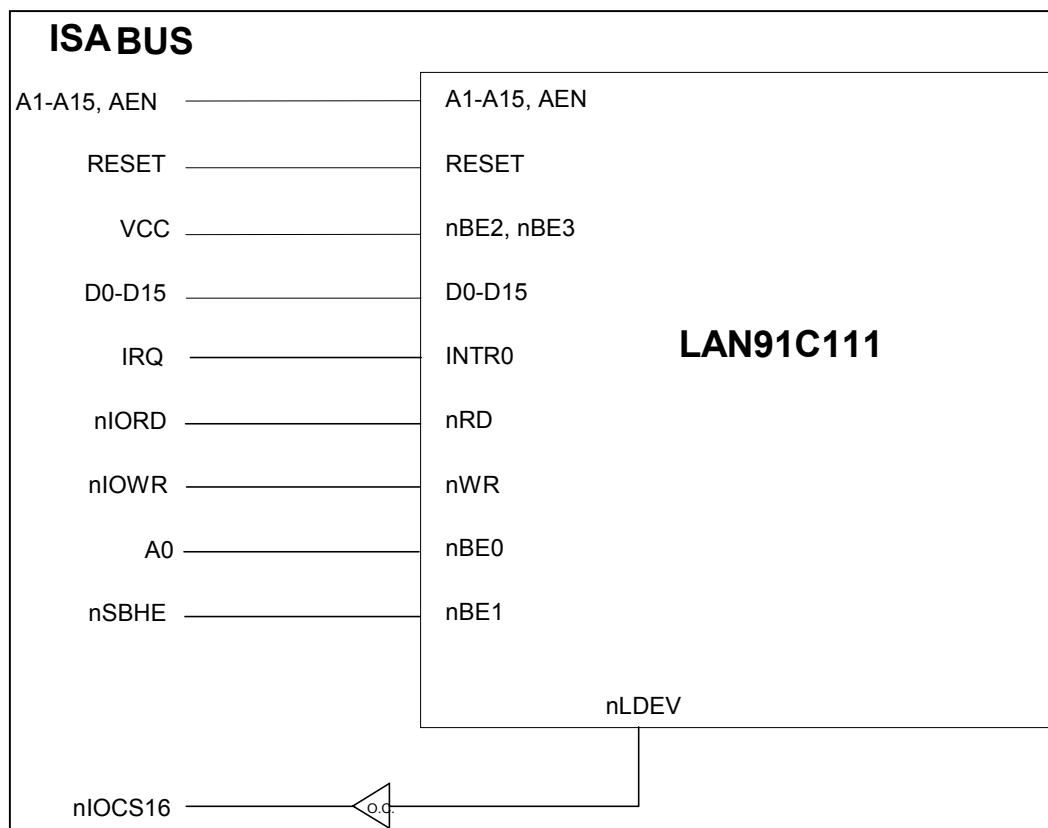 ISA BUS
A1-A15, AEN A1-A15, AEN
RESET RESET
VCC nBE2, nBE3
D0-D15 D0-D15
LAN91C111
IRQ INTR0
nIORD nRD
nIOWR nWR
A0 nBE0
nSBHE nBE1
nLDEV
nIOCS16 O.C.